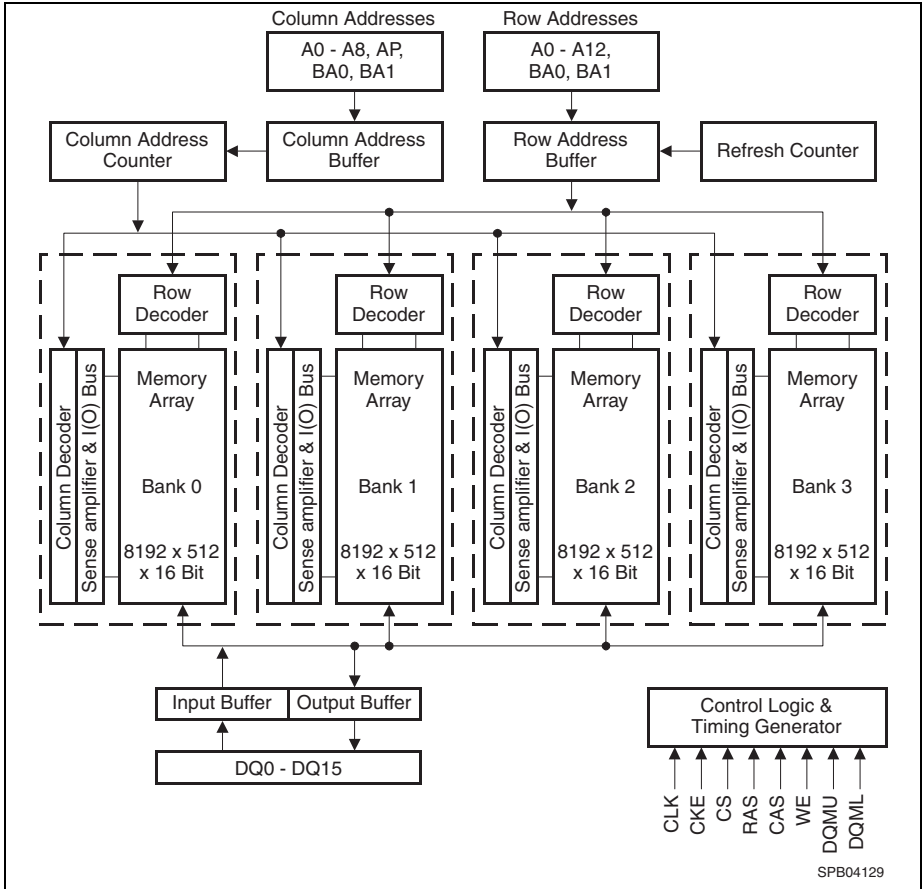 Column Addresses
Row Addresses
A0 - A8, AP,
BA0, BA1
A0 - A12,
BA0, BA1
Column Address
Counter
Column Address
Buffer
Row Address
Buffer
Refresh Counter
Row
Decoder
Row
Decoder
Row
Decoder
Row
Decoder
Column Decoder
Sense amplifier & I(O) Bus
Memory
Array
Bank 0
8192 x 512
x 16 Bit
Column Decoder
Sense amplifier & I(O) Bus
Memory
Array
Bank 1
8192 x 512
x 16 Bit
Column Decoder
Sense amplifier & I(O) Bus
Memory
Array
Bank 2
8192 x 512
x 16 Bit
Column Decoder
Sense amplifier & I(O) Bus
Memory
Array
Bank 3
8192 x 512
x 16 Bit
Input Buffer
Output Buffer
DQ0 - DQ15
Control Logic &
Timing Generator
CLK
CKE
CS
RAS
CAS
WE
DQMU
DQML
SPB04129